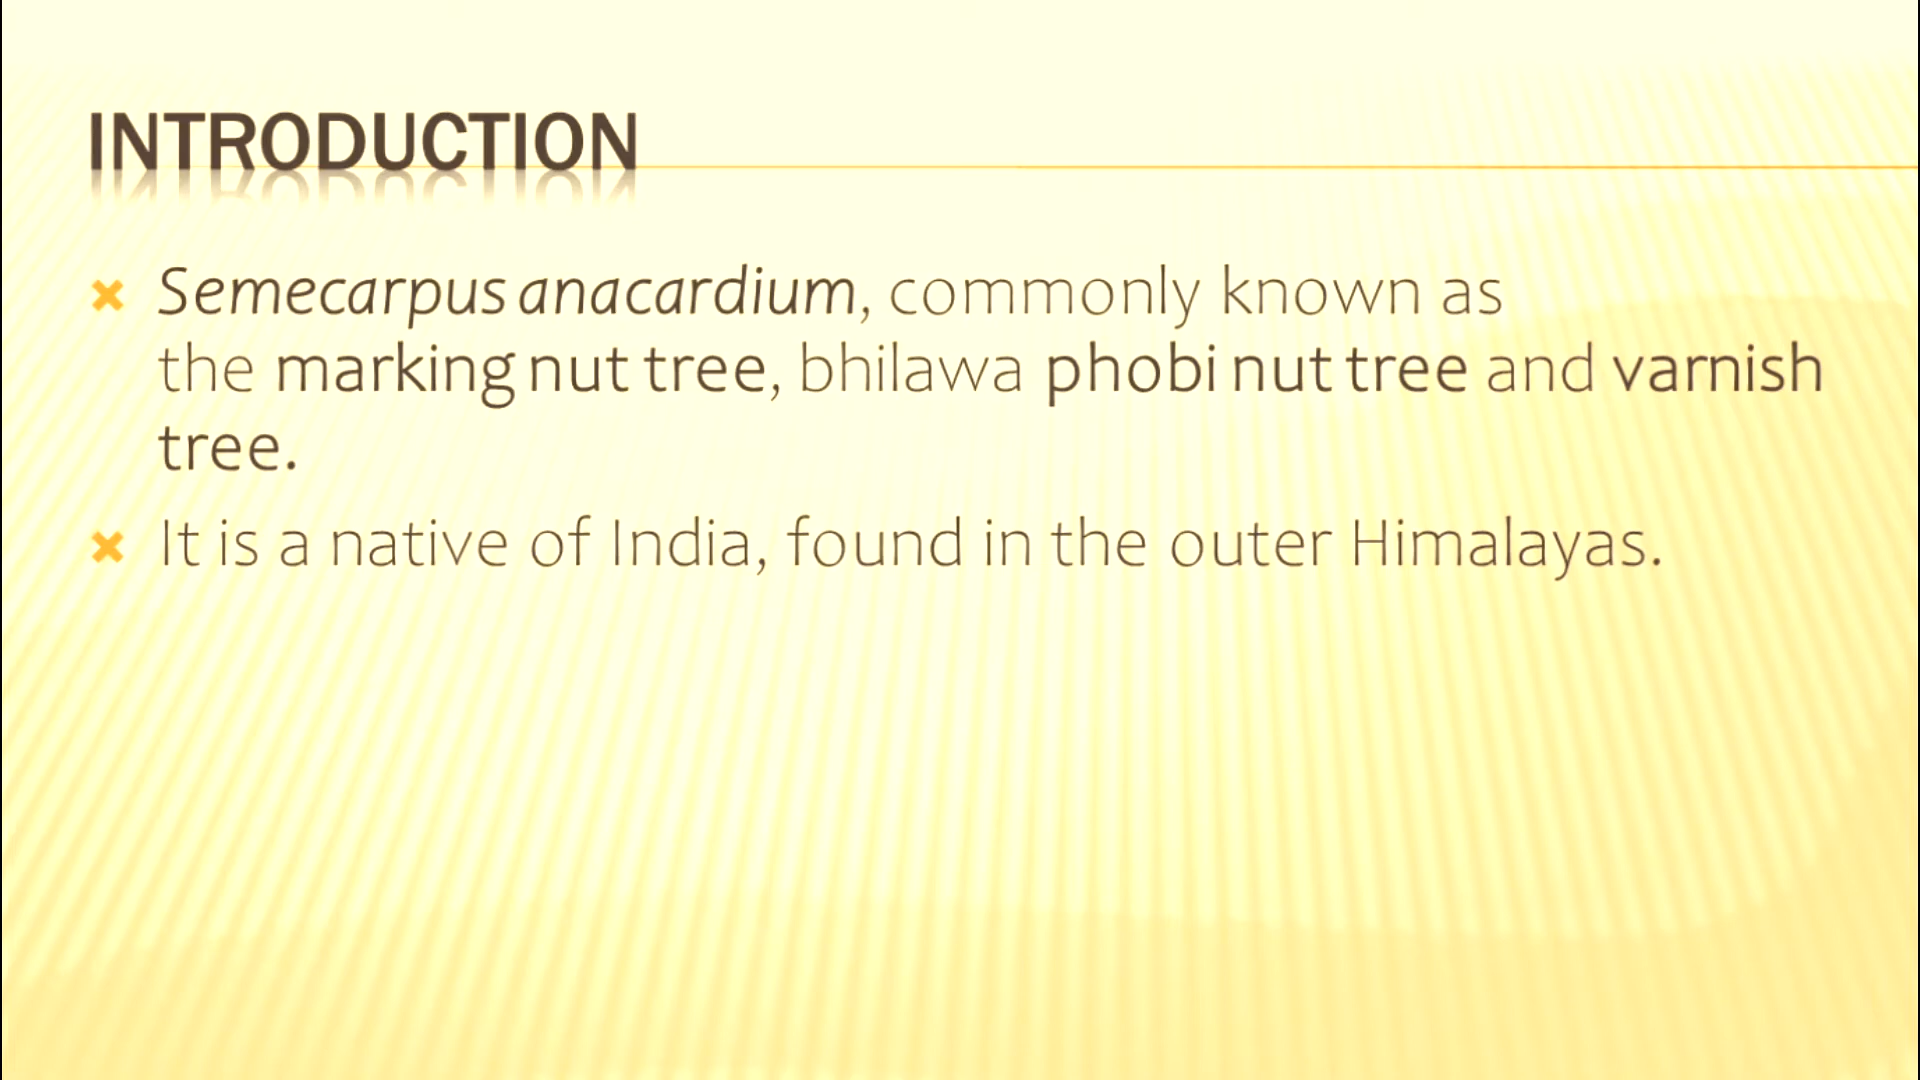 INTRODUCTION
Semecarpus anacardium, commonly known as
the marking nut tree, bhilawa phobi nut tree and varnish
tree.
It is a native of India, found in the outer Himalayas.